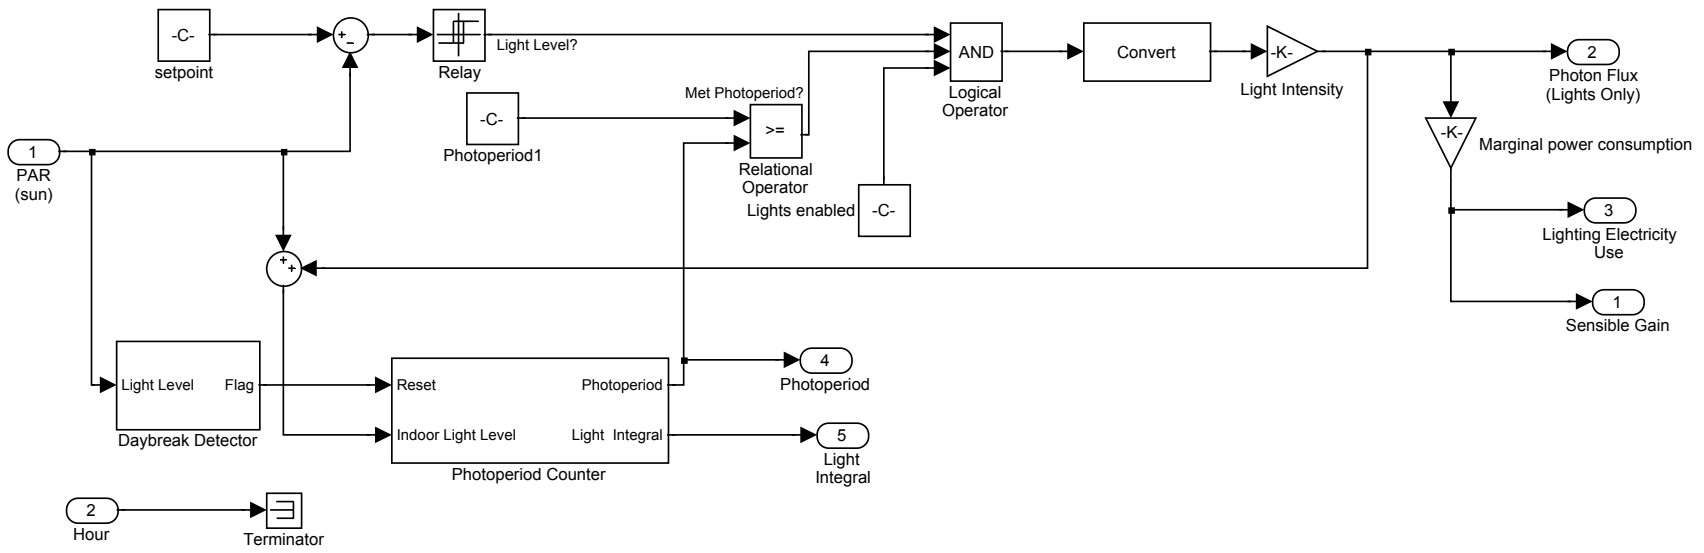 -C-
setpoint
+
−
Relay
Light Level?
AND
Logical
Operator
Convert
-K-
Light Intensity
2
Photon Flux
(Lights Only)
-C-
Photoperiod1
Met Photoperiod?
>=
Relational
Operator
-K-
Marginal power consumption
1
PAR
(sun)
Lights enabled
-C-
3
Lighting Electricity
Use
+
+
1
Sensible Gain
Light Level Flag
Daybreak Detector
Reset Photoperiod
Indoor Light Level Light Integral
Photoperiod Counter
4
Photoperiod
5
Light
Integral
2
Hour
Terminator